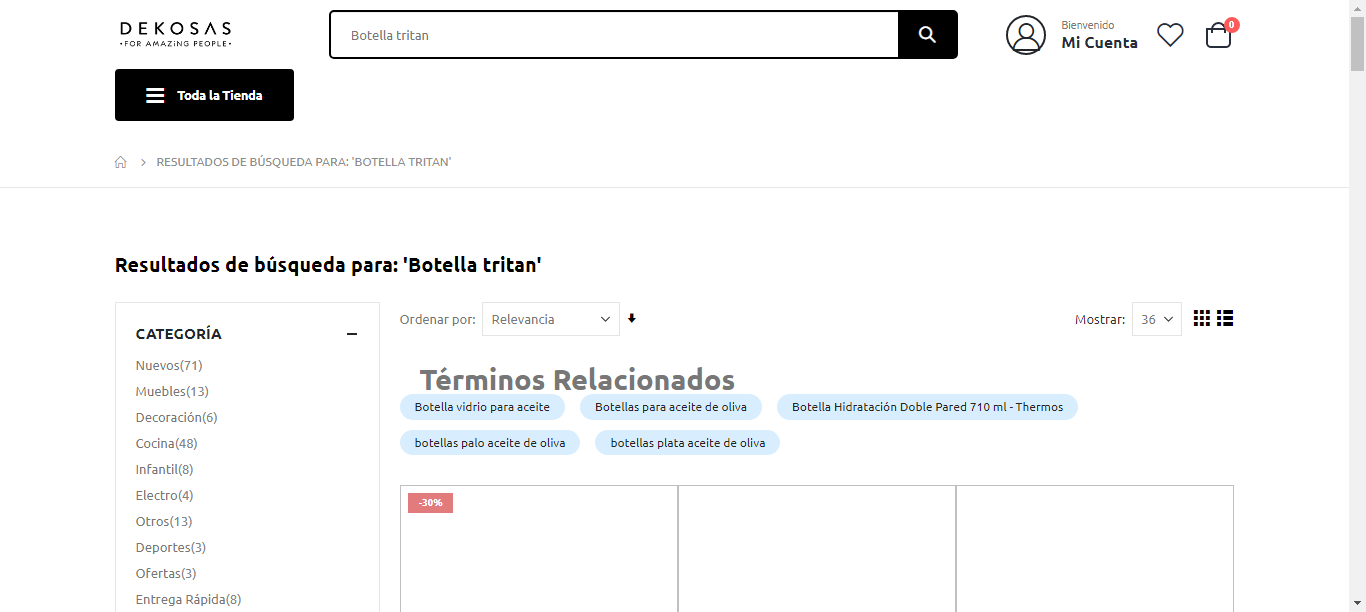 DEKOSAS
•FOR AMAZING PEOPLE•
Botella tritan
Bienvenido
Mi Cuenta
0
Toda la Tienda
RESULTADOS DE BÚSQUEDA PARA: 'BOTELLA TRITAN'
Resultados de búsqueda para: 'Botella tritan'
CATEGORÍA
Nuevos(71)
Muebles(13)
Decoración(6)
Cocina(48)
Infantil(8)
Electro(4)
Otros(13)
Deportes(3)
Ofertas(3)
Entrega Rápida(8)
Ordenar por: Relevancia
Mostrar: 36
Términos Relacionados
Botella vidrio para aceite Botellas para aceite de oliva Botella Hidratación Doble Pared 710 ml - Thermos
botellas palo aceite de oliva botellas plata aceite de oliva
-30%